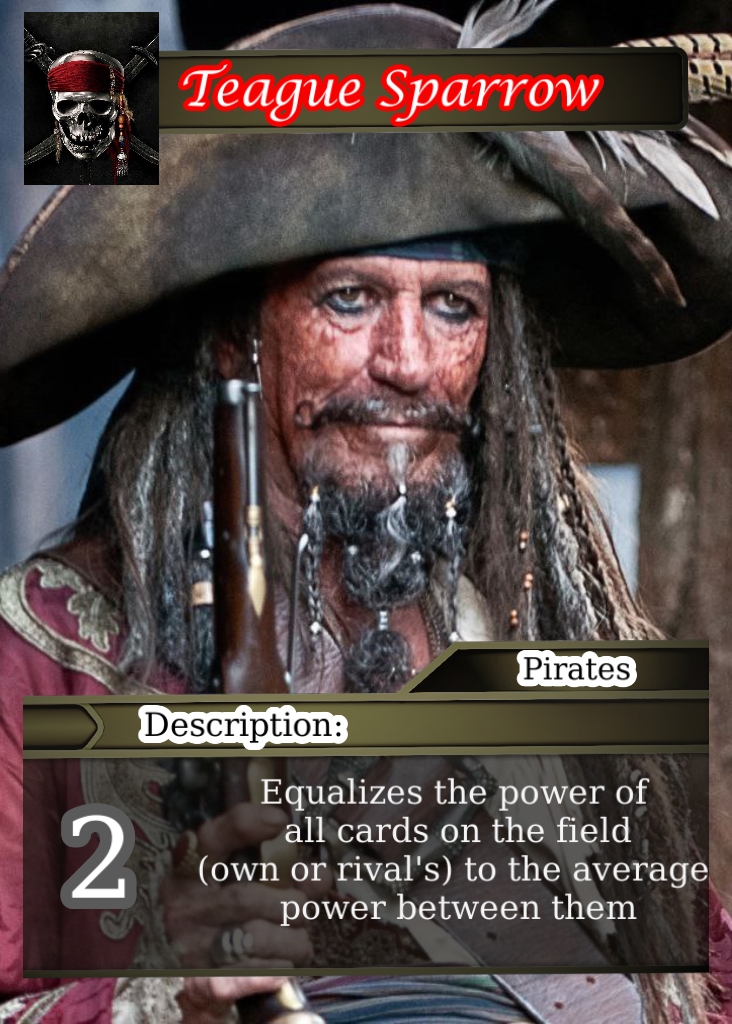 Teague Sparrow
Pirates
Description:
2
Equalizes the power of
all cards on the field
(own or rival's) to the average
power between them